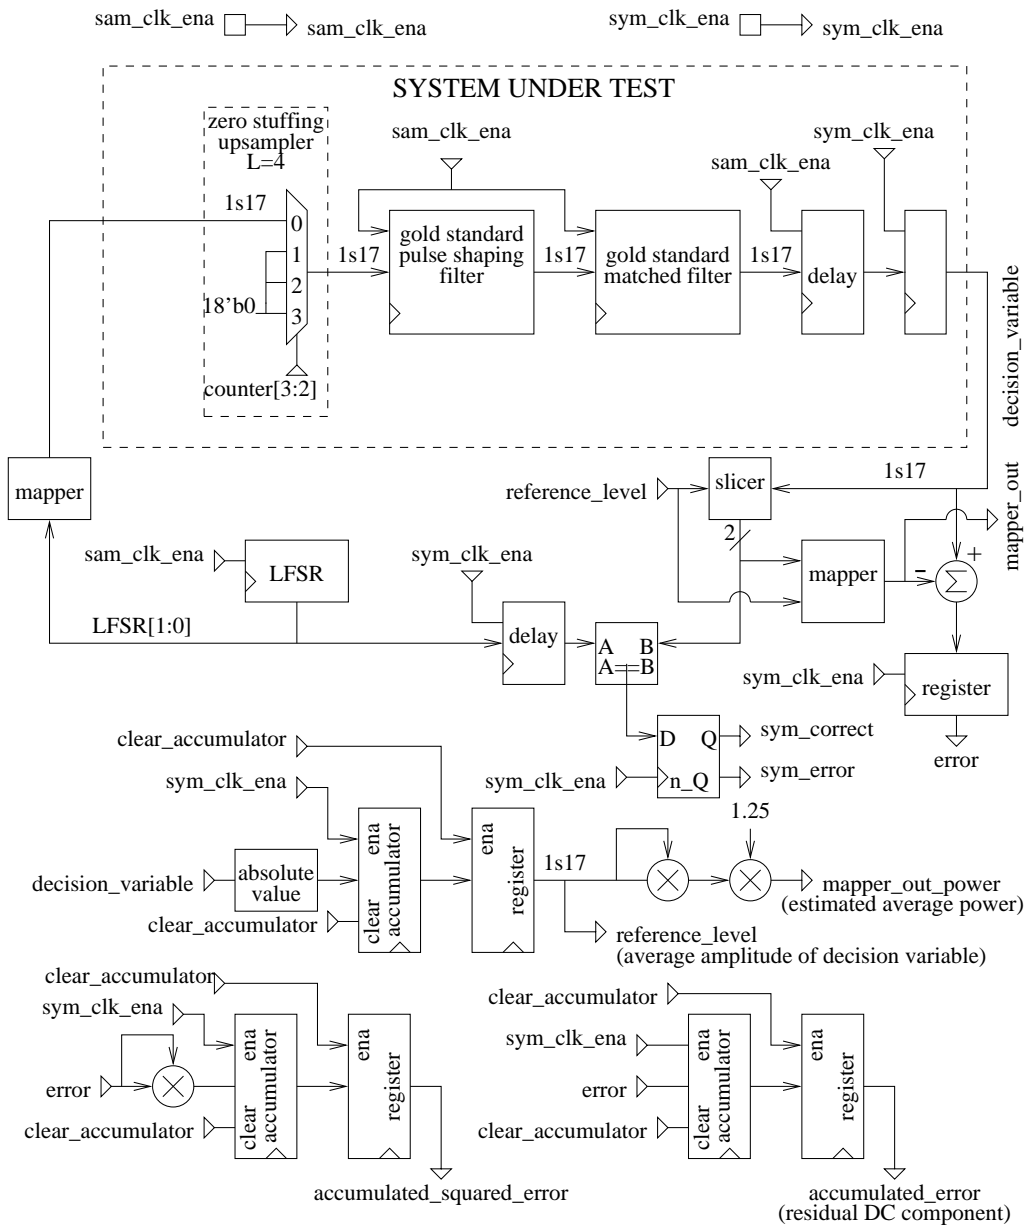 sam_clk_ena
sam_clk_ena
sym_clk_ena
sym_clk_ena
SYSTEM UNDER TEST
zero stuffing
upsampler
L=4
sam_clk_ena
sym_clk_ena
sam_clk_ena
1s17
0
1
2
3
18'b0
counter[3:2]
1s17
gold standard
pulse shaping
filter
1s17
gold standard
matched filter
1s17
delay
decision_variable
mapper
reference_level
slicer
1s17
mapper_out
2
sam_clk_ena
LFSR
sym_clk_ena
mapper
-
+
Σ
LFSR[1:0]
delay
A B
A==B
sym_clk_ena
register
error
clear_accumulator
D Q
n_Q
sym_correct
sym_error
sym_clk_ena
sym_clk_ena
1.25
decision_variable
absolute
value
clear_accumulator
ena
clear
accumulator
ena
register
1s17
mapper_out_power
(estimated average power)
reference_level
(average amplitude of decision variable)
clear_accumulator
sym_clk_ena
error
clear_accumulator
ena
clear
accumulator
ena
register
accumulated_squared_error
clear_accumulator
sym_clk_ena
error
clear_accumulator
ena
clear
accumulator
ena
register
accumulated_error
(residual DC component)